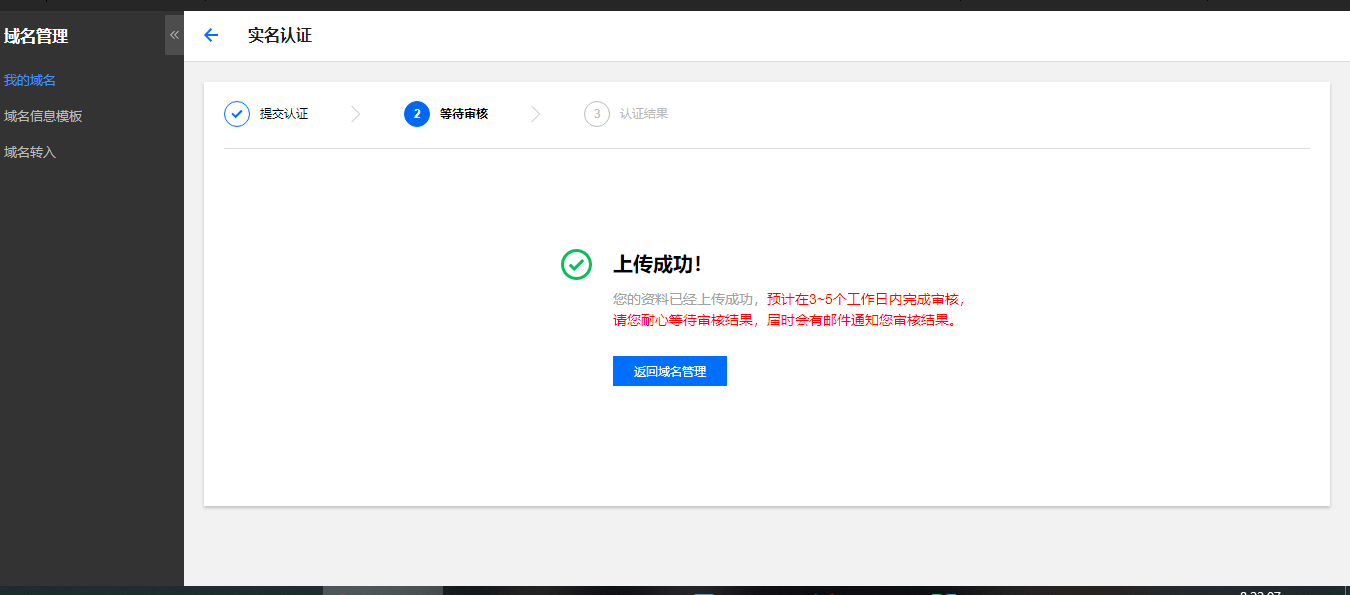 域名管理
«
实名认证
我的域名
域名信息模板
域名转入
提交认证
2 等待审核
3 认证结果
上传成功！
您的资料已经上传成功，预计在3~5个工作日内完成审核，
请您耐心等待审核结果，届时会有邮件通知您审核结果。
返回域名管理